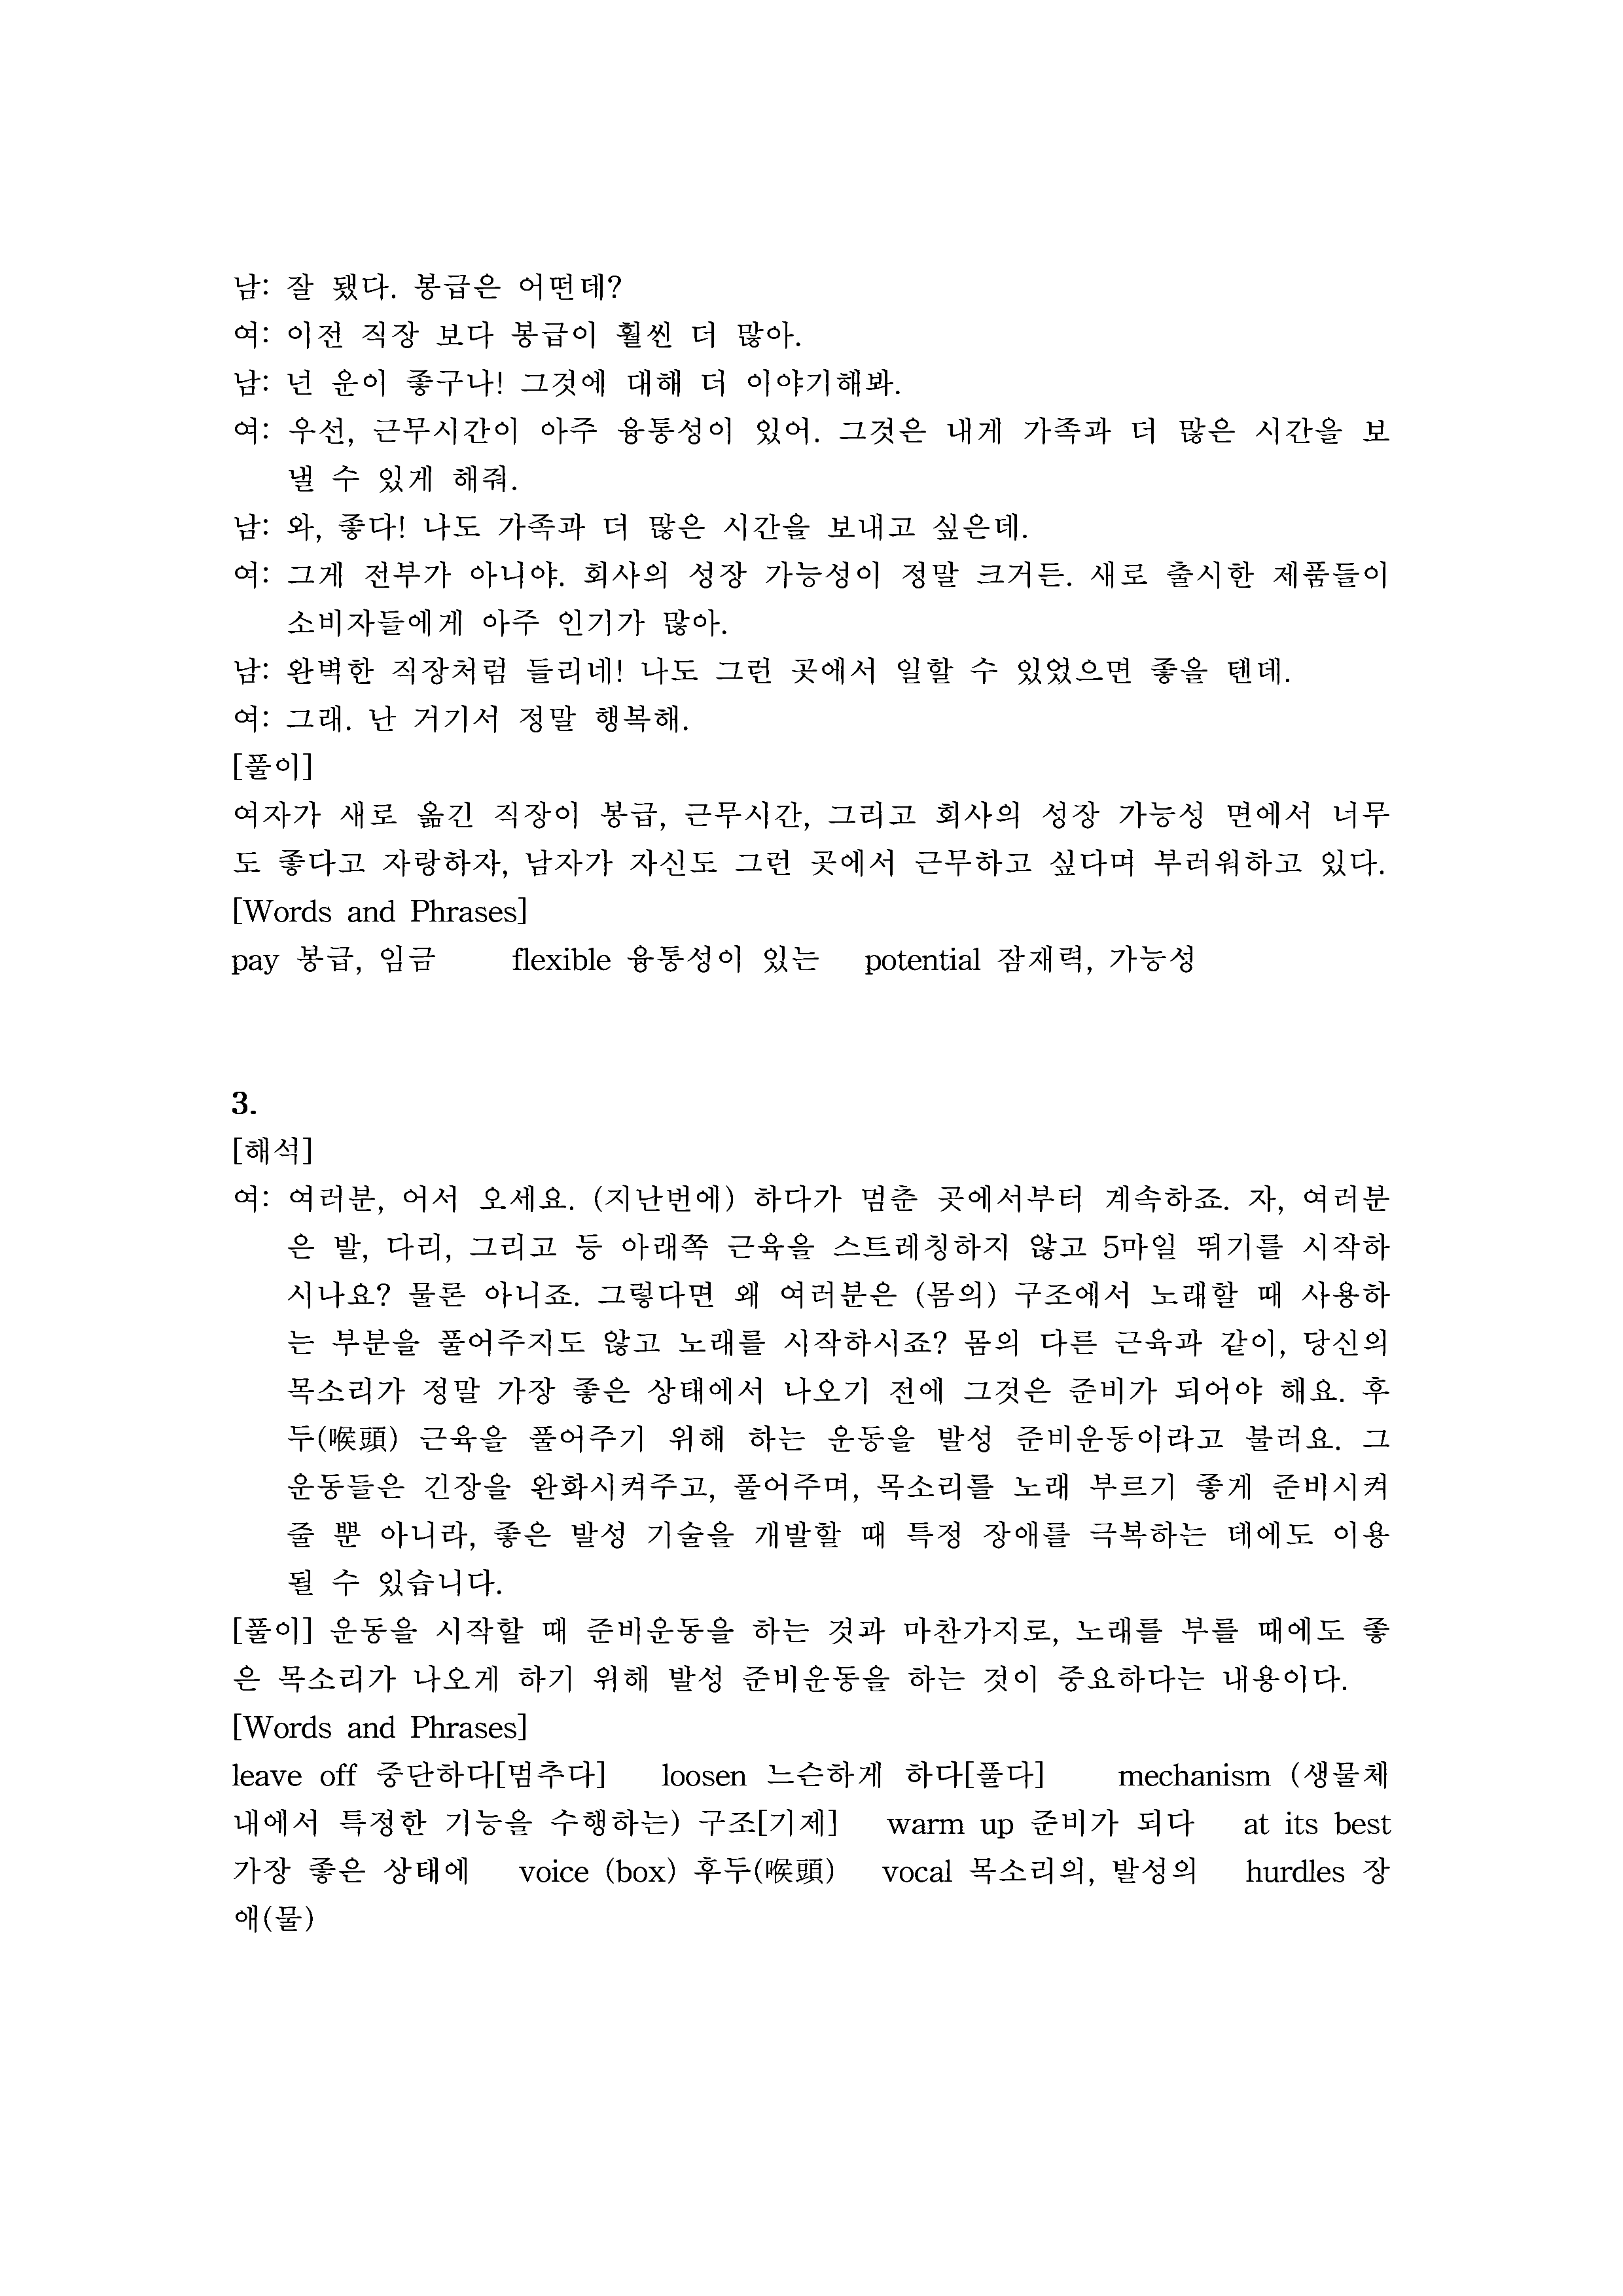 남: 잘 됐다. 봉급은 어떤데?
여: 이전 직장 보다 봉급이 훨씬 더 많아.
남: 넌 운이 좋구나! 그것에 대해 더 이야기해봐.
여: 우선, 근무시간이 아주 융통성이 있어. 그것은 내게 가족과 더 많은 시간을 보
낼 수 있게 해줘.
남: 와, 좋다! 나도 가족과 더 많은 시간을 보내고 싶은데.
여: 그게 전부가 아니야. 회사의 성장 가능성이 정말 크거든. 새로 출시한 제품들이
소비자들에게 아주 인기가 많아.
남: 완벽한 직장처럼 들리네! 나도 그런 곳에서 일할 수 있었으면 좋을 텐데.
여: 그래. 난 거기서 정말 행복해.
[풀이]
여자가 새로 옮긴 직장이 봉급, 근무시간, 그리고 회사의 성장 가능성 면에서 너무
도 좋다고 자랑하자, 남자가 자신도 그런 곳에서 근무하고 싶다며 부러워하고 있다.
[Words and Phrases]
pay 봉급, 임금 flexible 융통성이 있는 potential 잠재력, 가능성
3.
[해석]
여: 여러분, 어서 오세요. (지난번에) 하다가 멈춘 곳에서부터 계속하죠. 자, 여러분
은 발, 다리, 그리고 등 아래쪽 근육을 스트레칭하지 않고 5마일 뛰기를 시작하
시나요? 물론 아니죠. 그렇다면 왜 여러분은 (몸의) 구조에서 노래할 때 사용하
는 부분을 풀어주지도 않고 노래를 시작하시죠? 몸의 다른 근육과 같이, 당신의
목소리가 정말 가장 좋은 상태에서 나오기 전에 그것은 준비가 되어야 해요. 후
두(喉頭) 근육을 풀어주기 위해 하는 운동을 발성 준비운동이라고 불러요. 그
운동들은 긴장을 완화시켜주고, 풀어주며, 목소리를 노래 부르기 좋게 준비시켜
줄 뿐 아니라, 좋은 발성 기술을 개발할 때 특정 장애를 극복하는 데에도 이용
될 수 있습니다.
[풀이] 운동을 시작할 때 준비운동을 하는 것과 마찬가지로, 노래를 부를 때에도 좋
은 목소리가 나오게 하기 위해 발성 준비운동을 하는 것이 중요하다는 내용이다.
[Words and Phrases]
leave off 중단하다[멈추다] loosen 느슨하게 하다[풀다] mechanism (생물체
내에서 특정한 기능을 수행하는) 구조[기제] warm up 준비가 되다 at its best
가장 좋은 상태에 voice (box) 후두(喉頭) vocal 목소리의, 발성의 hurdles 장
애(물)